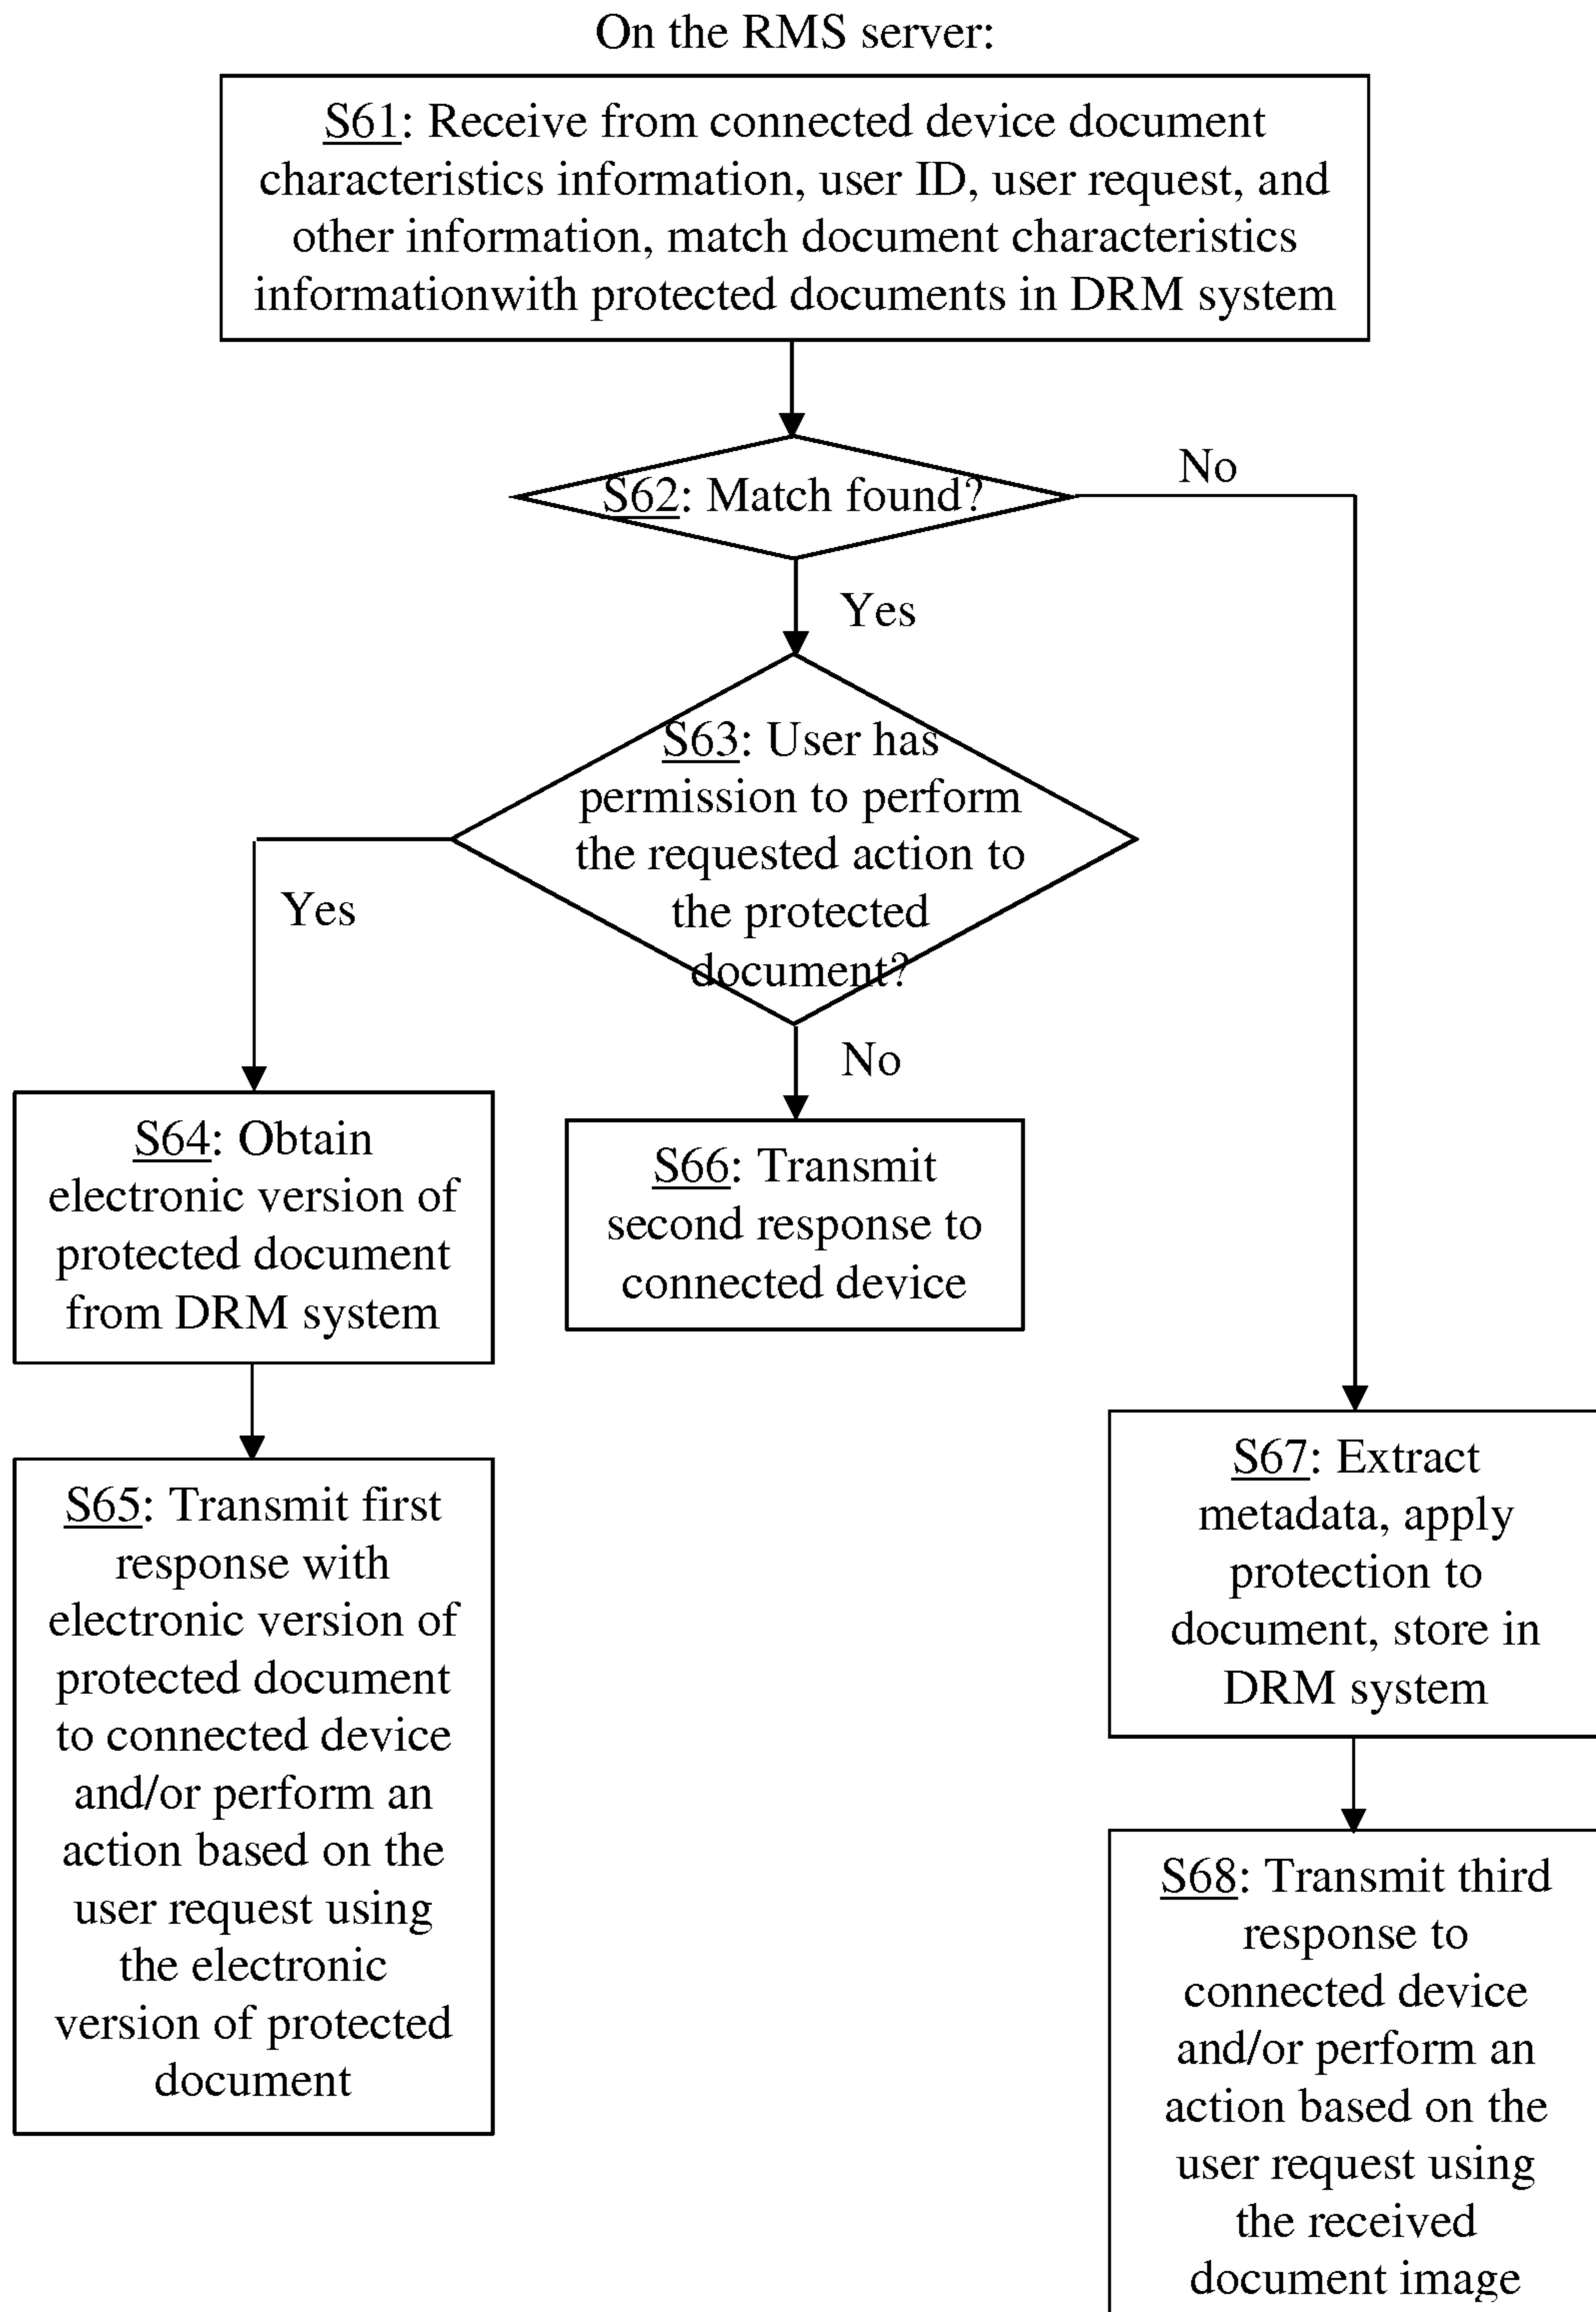 On the RMS server:
S61: Receive from connected device document
characteristics information, user ID, user request, and
other information, match document characteristics
informationwith protected documents in DRM system
S62: Match found?
No
Yes
S63: User has
permission to perform
the requested action to
the protected
document?
Yes
No
S64: Obtain
electronic version of
protected document
from DRM system
S66: Transmit
second response to
connected device
S65: Transmit first
response with
electronic version of
protected document
to connected device
and/or perform an
action based on the
user request using
the electronic
version of protected
document
S67: Extract
metadata, apply
protection to
document, store in
DRM system
S68: Transmit third
response to
connected device
and/or perform an
action based on the
user request using
the received
document image